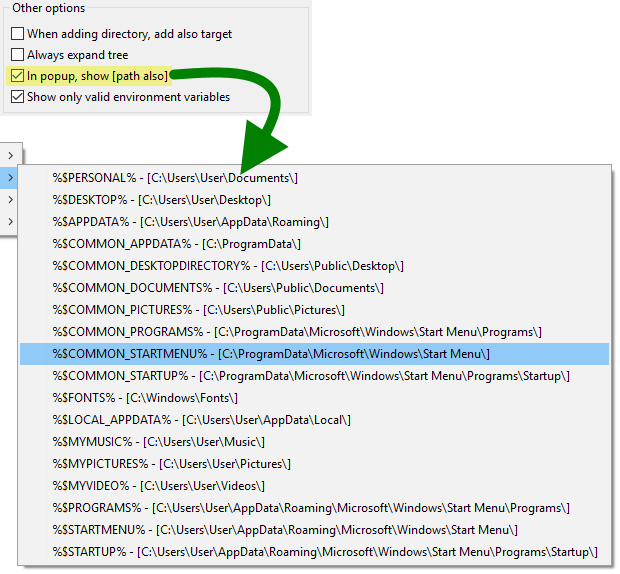 Other options
When adding directory, add also target
Always expand tree
In popup, show [path also]
Show only valid environment variables
%$PERSONAL% - [C:\Users\User\Documents\]
%$DESKTOP% - [C:\Users\User\Desktop\]
%$APPDATA% - [C:\Users\User\AppData\Roaming\]
%$COMMON_APPDATA% - [C:\ProgramData\]
%$COMMON_DESKTOPDIRECTORY% - [C:\Users\Public\Desktop\]
%$COMMON_DOCUMENTS% - [C:\Users\Public\Documents\]
%$COMMON_PICTURES% - [C:\Users\Public\Pictures\]
%$COMMON_PROGRAMS% - [C:\ProgramData\Microsoft\Windows\Start Menu\Programs\]
%$COMMON_STARTMENU% - [C:\ProgramData\Microsoft\Windows\Start Menu\]
%$COMMON_STARTUP% - [C:\ProgramData\Microsoft\Windows\Start Menu\Programs\Startup\]
%$FONTS% - [C:\Windows\Fonts\]
%$LOCAL_APPDATA% - [C:\Users\User\AppData\Local\]
%$MYMUSIC% - [C:\Users\User\Music\]
%$MYPICTURES% - [C:\Users\User\Pictures\]
%$MYVIDEO% - [C:\Users\User\Videos\]
%$PROGRAMS% - [C:\Users\User\AppData\Roaming\Microsoft\Windows\Start Menu\Programs\]
%$STARTMENU% - [C:\Users\User\AppData\Roaming\Microsoft\Windows\Start Menu\]
%$STARTUP% - [C:\Users\User\AppData\Roaming\Microsoft\Windows\Start Menu\Programs\Startup\]